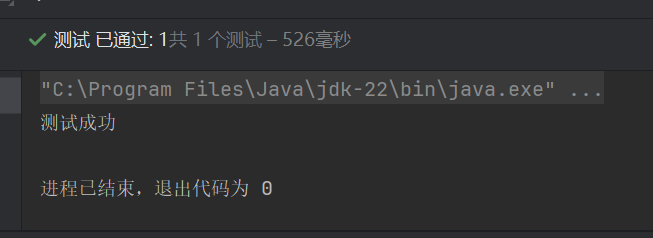 测试 已通过: 1共 1 个测试 – 526毫秒
"C:\Program Files\Java\jdk-22\bin\java.exe" ...
测试成功
进程已结束，退出代码为 0